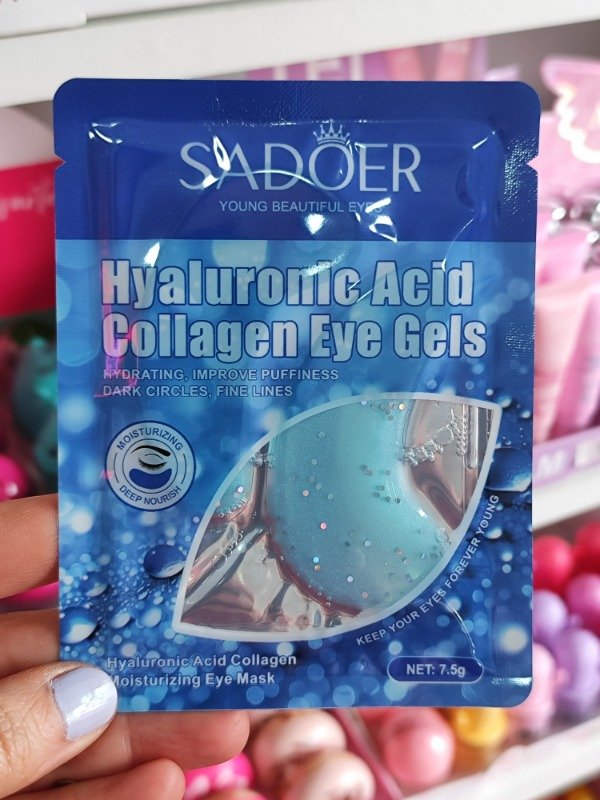 SADOER
YOUNG BEAUTIFUL EYES
Hyaluronic Acid
Collagen Eye Gels
HYDRATING, IMPROVE PUFFINESS
DARK CIRCLES, FINE LINES
MOISTURIZING
DEEP NOURISH
KEEP YOUR EYES FOREVER YOUNG
Hyaluronic Acid Collagen
Moisturizing Eye Mask
NET: 7.5g